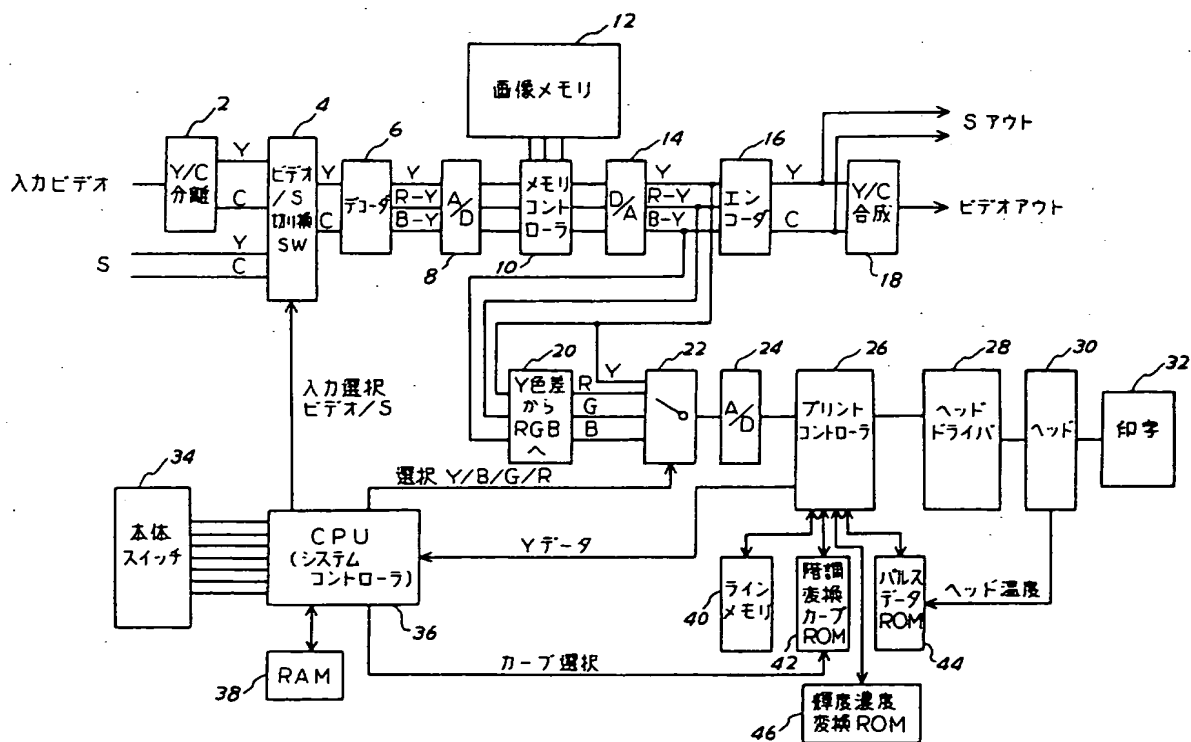 12
画像メモリ
2
4
6
14
16
Sアウト
入力ビデオ
Y/C
分離
Y
C
ビデオ
/S
切り換
SW
Y
C
デコーダ
Y
R-Y
B-Y
A/D
メモリ
コント
ローラ
D/A
Y
R-Y
B-Y
エン
コーダ
Y
C
Y/C
合成
ビデオアウト
S
Y
C
8
10
18
20
22
24
26
28
30
32
Y色差
から
RGB
へ
Y
R
G
B
A/D
プリント
コントローラ
ヘッド
ドライバ
ヘッド
印字
入力選択
ビデオ/S
34
選択 Y/B/G/R
本体
スイッチ
CPU
(システム
コントローラ)
Yデータ
36
40
ライン
メモリ
階調
変換
カーブ
ROM
42
パルス
データ
ROM
44
ヘッド温度
38
RAM
カーブ選択
46
輝度濃度
変換ROM